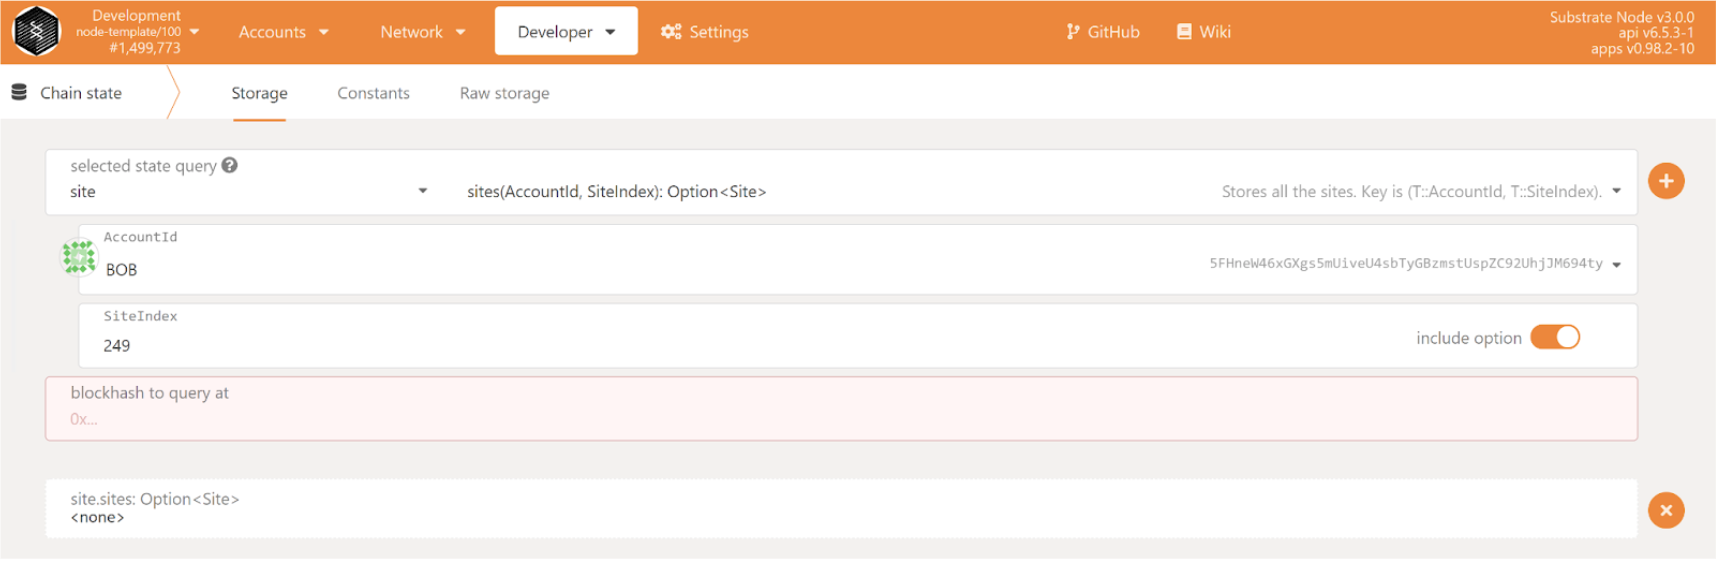 Development
node-template/100
#1,499,773
Accounts
Network
Developer
Settings
GitHub
Wiki
Substrate Node v3.0.0
api v6.5.3-1
apps v0.98.2-10
Chain state
Storage
Constants
Raw storage
selected state query
site
sites(AccountId, SiteIndex): Option<Site>
Stores all the sites. Key is (T::AccountId, T::SiteIndex).
AccountId
BOB
5FHneW46xGXgs5mUiveU4sbTyGBzmstUspZC92UhjJM694ty
SiteIndex
249
include option
blockhash to query at
0x...
site.sites: Option<Site>
<none>